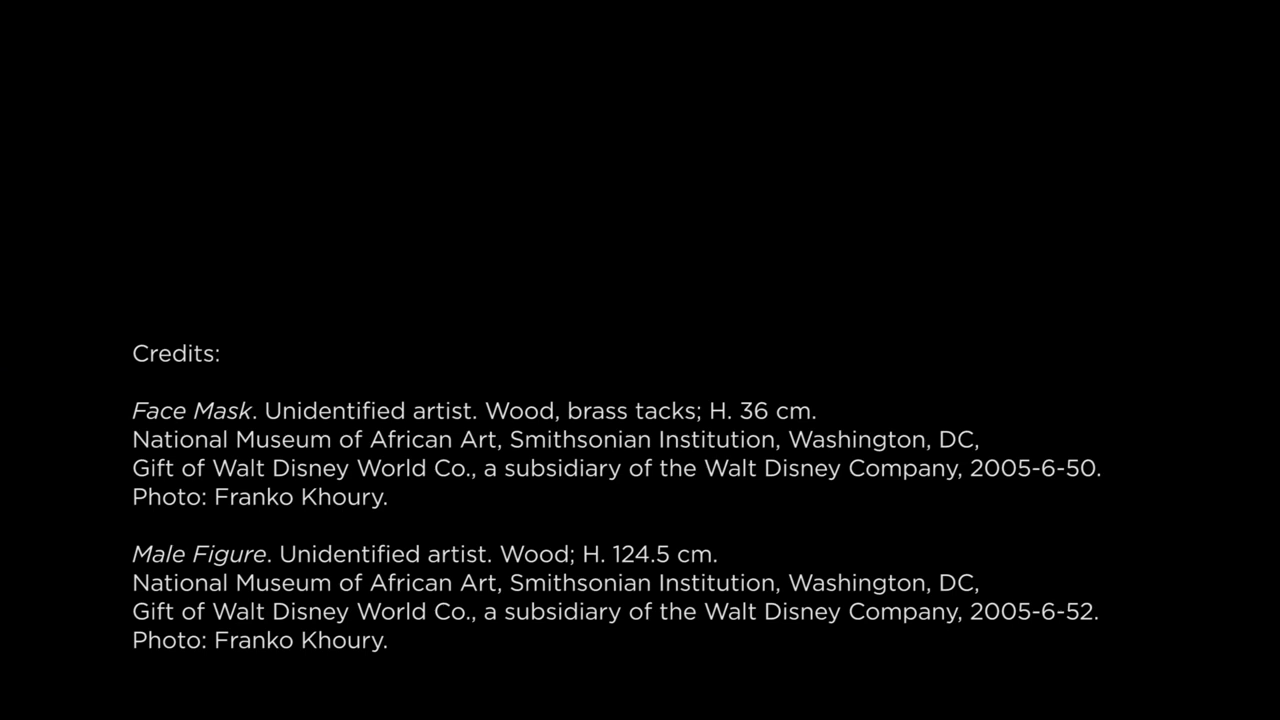 Credits:
Face Mask. Unidentified artist. Wood, brass tacks; H. 36 cm.
National Museum of African Art, Smithsonian Institution, Washington, DC,
Gift of Walt Disney World Co., a subsidiary of the Walt Disney Company, 2005-6-50.
Photo: Franko Khoury.
Male Figure. Unidentified artist. Wood; H. 124.5 cm.
National Museum of African Art, Smithsonian Institution, Washington, DC,
Gift of Walt Disney World Co., a subsidiary of the Walt Disney Company, 2005-6-52.
Photo: Franko Khoury.